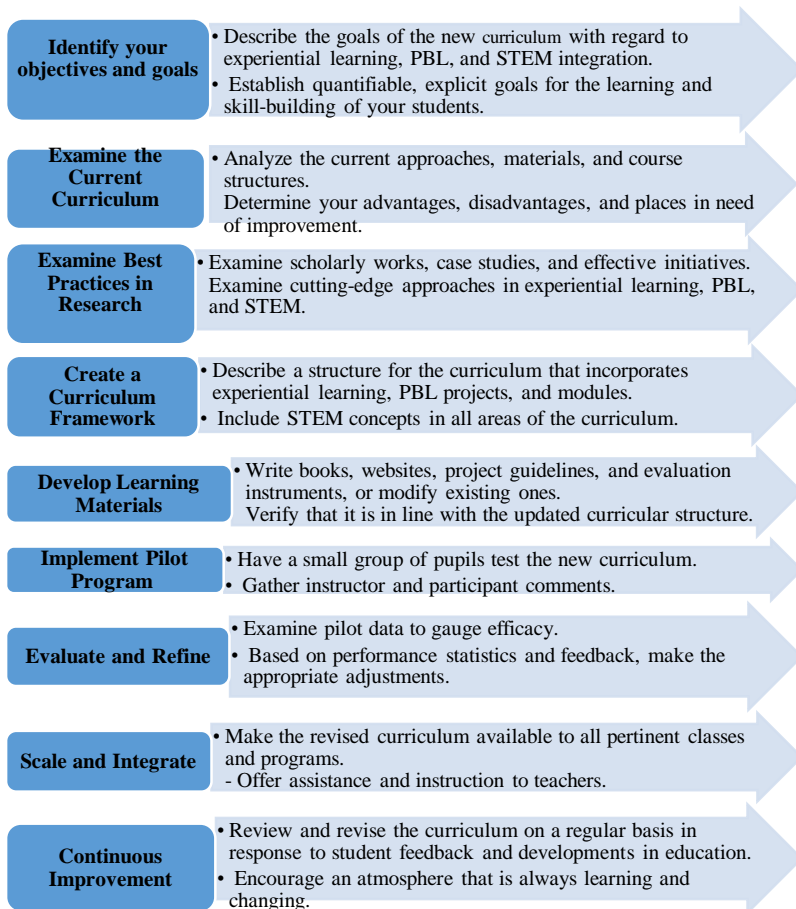 Identify your
objectives and goals
• Describe the goals of the new curriculum with regard to
experiential learning, PBL, and STEM integration.
• Establish quantifiable, explicit goals for the learning and
skill-building of your students.
Examine the
Current
Curriculum
• Analyze the current approaches, materials, and course
structures.
Determine your advantages, disadvantages, and places in need
of improvement.
Examine Best
Practices in
Research
• Examine scholarly works, case studies, and effective initiatives.
Examine cutting-edge approaches in experiential learning, PBL,
and STEM.
Create a
Curriculum
Framework
• Describe a structure for the curriculum that incorporates
experiential learning, PBL projects, and modules.
• Include STEM concepts in all areas of the curriculum.
Develop Learning
Materials
• Write books, websites, project guidelines, and evaluation
instruments, or modify existing ones.
Verify that it is in line with the updated curricular structure.
Implement Pilot
Program
• Have a small group of pupils test the new curriculum.
• Gather instructor and participant comments.
Evaluate and Refine
• Examine pilot data to gauge efficacy.
• Based on performance statistics and feedback, make the
appropriate adjustments.
Scale and Integrate
• Make the revised curriculum available to all pertinent classes
and programs.
- Offer assistance and instruction to teachers.
Continuous
Improvement
• Review and revise the curriculum on a regular basis in
response to student feedback and developments in education.
• Encourage an atmosphere that is always learning and
changing.